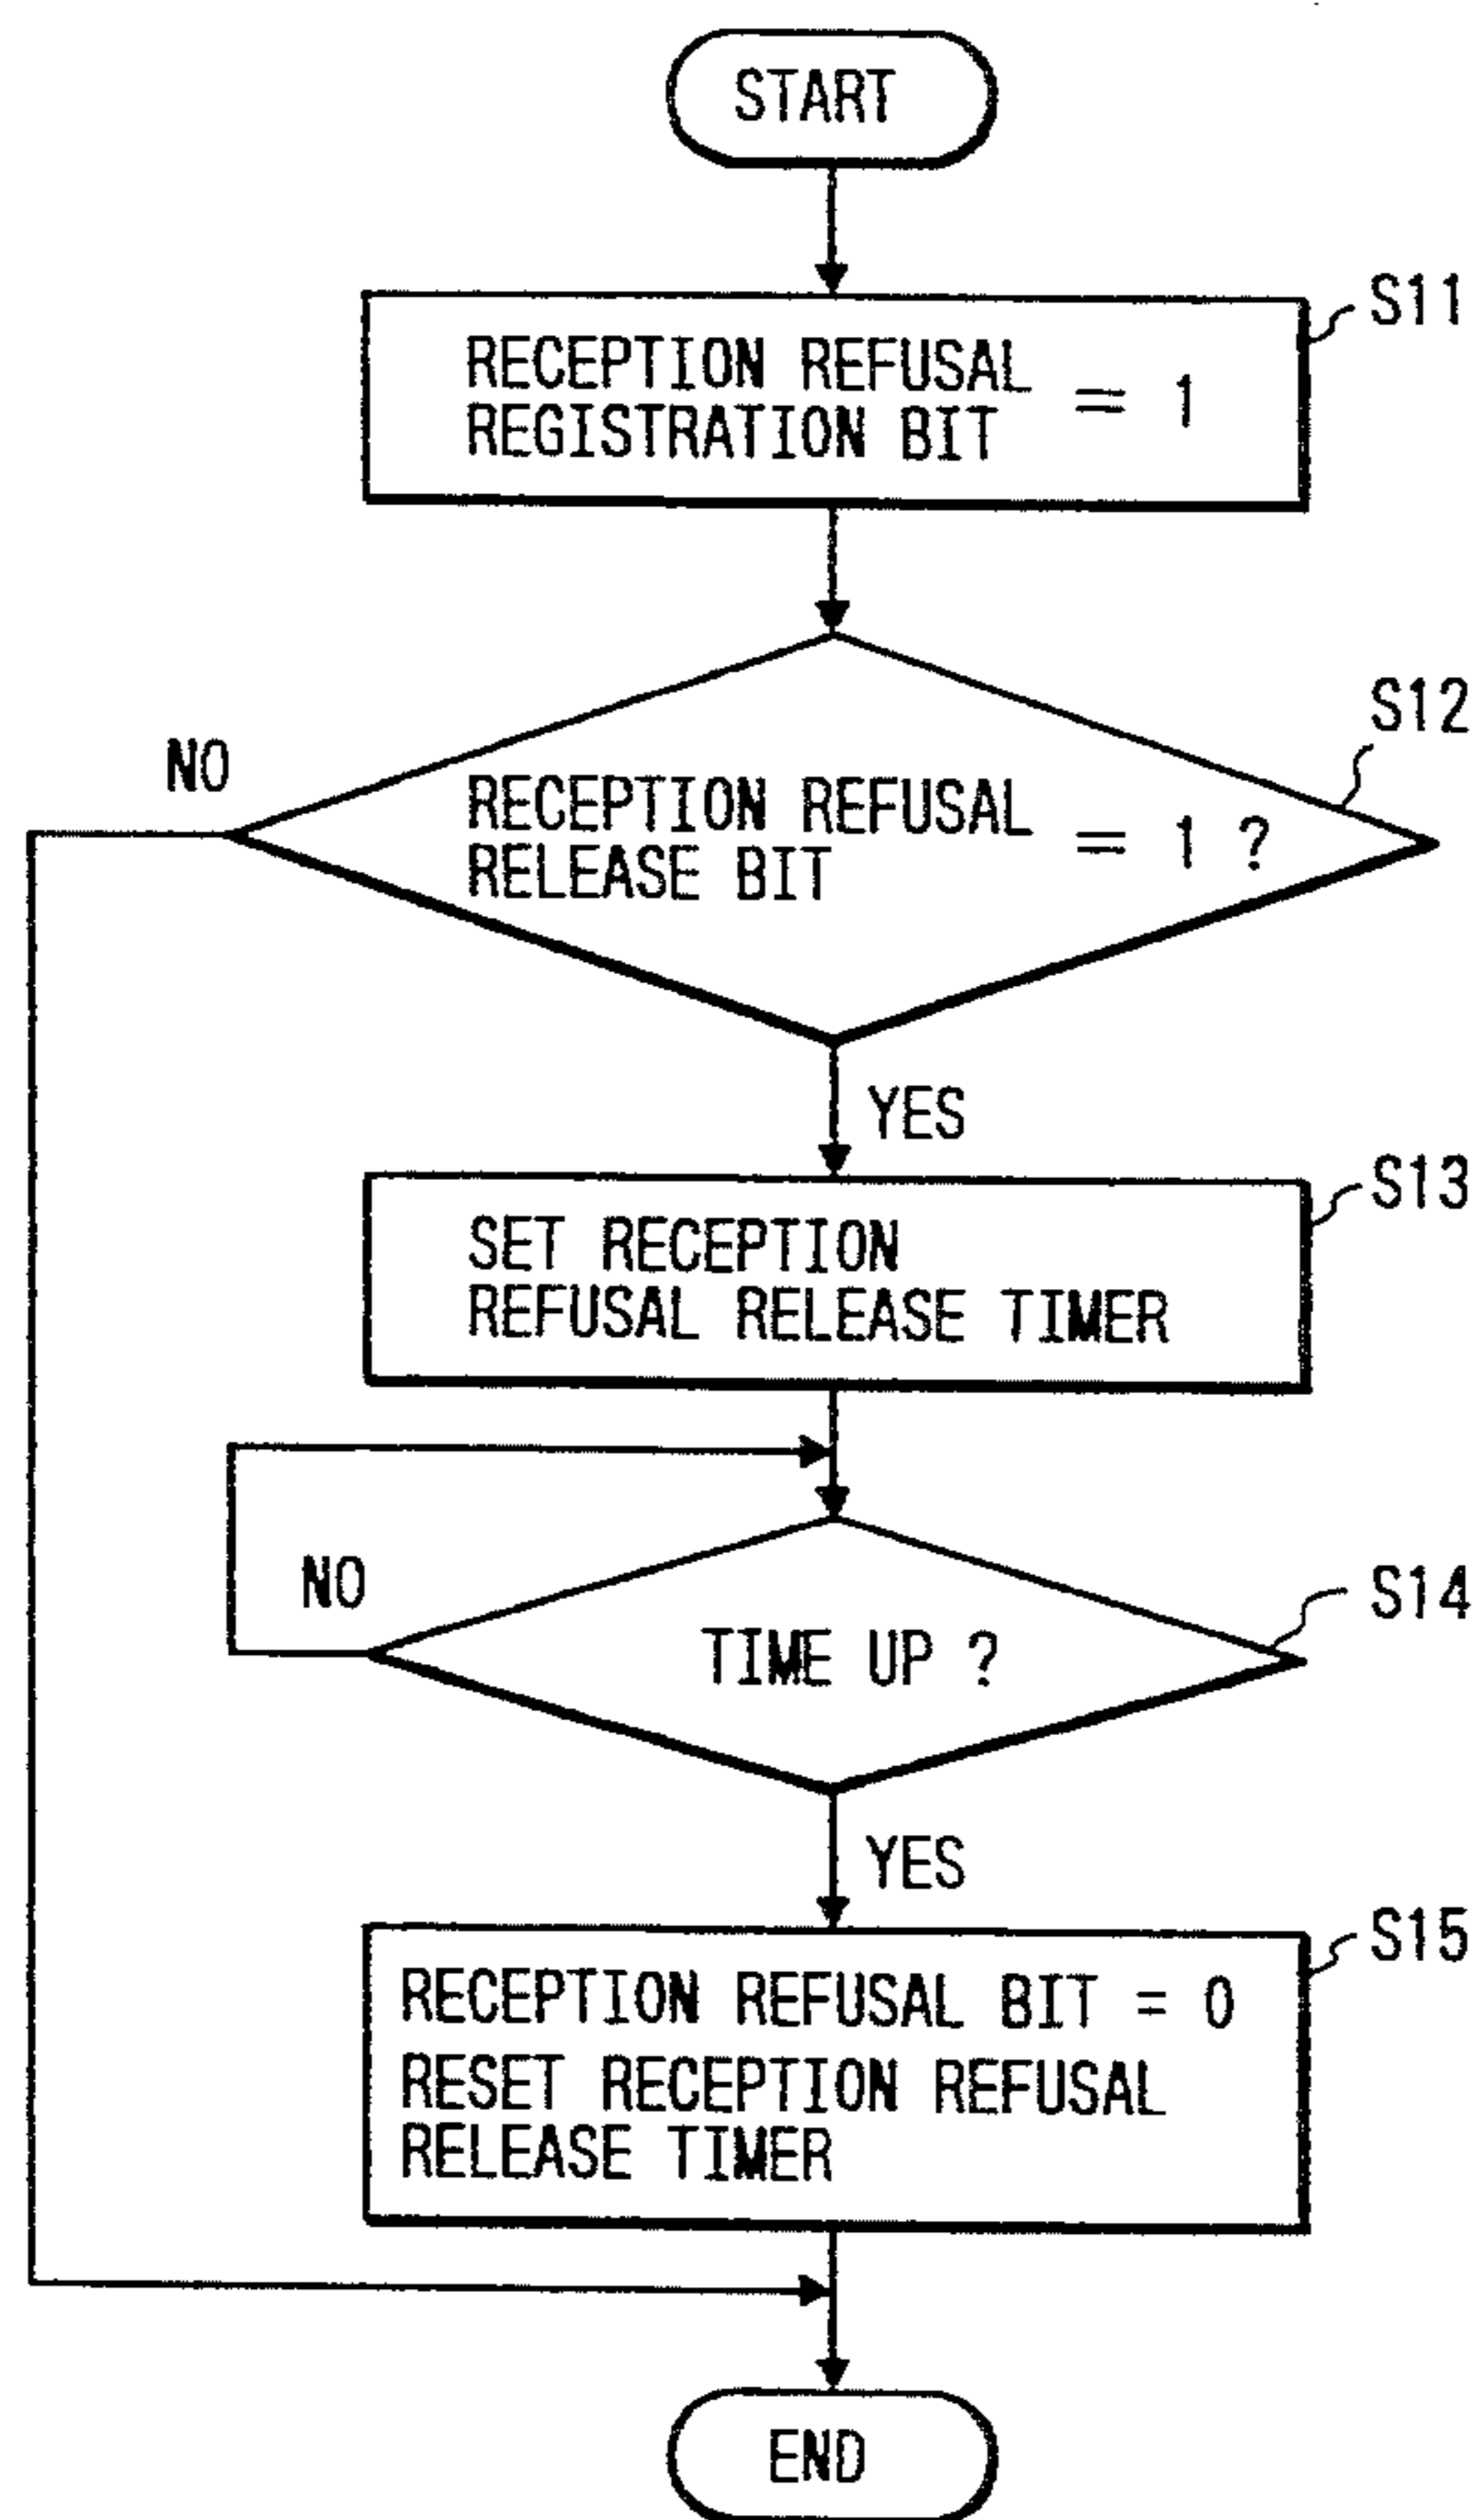 START
S11
RECEPTION REFUSAL
REGISTRATION BIT = 1
S12
NO
RECEPTION REFUSAL
RELEASE BIT = 1 ?
YES
S13
SET RECEPTION
REFUSAL RELEASE TIMER
NO
S14
TIME UP ?
YES
S15
RECEPTION REFUSAL BIT = 0
RESET RECEPTION REFUSAL
RELEASE TIMER
END